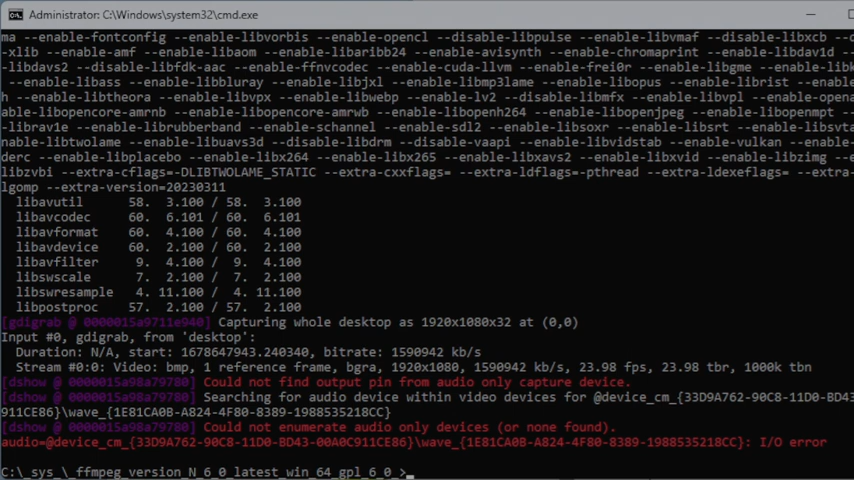 Administrator: C:\Windows\system32\cmd.exe
ma --enable-fontconfig --enable-libvorbis --enable-opencl --disable-libpulse --enable-libvmaf --disable-libxcb -
-xlib --enable-amf --enable-libaom --enable-libaribb24 --enable-avisynth --enable-chromaprint --enable-libdav1d
-libdavs2 --disable-libfdk-aac --enable-ffnvcodec --enable-cuda-llvm --enable-frei0r --enable-libgme --enable-libk
-libass --enable-libbluray --enable-libjxl --enable-libmp3lame --enable-libopus --enable-librist --enable-l
h --enable-libtheora --enable-libvpx --enable-libwebp --enable-lv2 --disable-libmfx --enable-libvpl --enable-opena
able-libopencore-amrnb --enable-libopencore-amrwb --enable-libopenh264 --enable-libopenjpeg --enable-libopenmpt --
-librav1e --enable-librubberband --enable-schannel --enable-sdl2 --enable-libsoxr --enable-libsrt --enable-libsvta
nable-libtwolame --enable-libuavs3d --disable-libdrm --disable-vaapi --enable-libvidstab --enable-vulkan --enable-
derc --enable-libplacebo --enable-libx264 --enable-libx265 --enable-libxavs2 --enable-libxvid --enable-libzimg --e
libzvbi --extra-cflags=-DLIBTWOLAME_STATIC --extra-cxxflags= --extra-ldflags=-pthread --extra-ldexeflags= --extra-
lgomp --extra-version=20230311
libavutil 58. 3.100 / 58. 3.100
libavcodec 60. 6.101 / 60. 6.101
libavformat 60. 4.100 / 60. 4.100
libavdevice 60. 2.100 / 60. 2.100
libavfilter 9. 4.100 / 9. 4.100
libswscale 7. 2.100 / 7. 2.100
libswresample 4. 11.100 / 4. 11.100
libpostproc 57. 2.100 / 57. 2.100
[gdigrab @ 0000015a9711e940] Capturing whole desktop as 1920x1080x32 at (0,0)
Input #0, gdigrab, from 'desktop':
Duration: N/A, start: 1678647943.240340, bitrate: 1590942 kb/s
Stream #0:0: Video: bmp, 1 reference frame, bgra, 1920x1080, 1590942 kb/s, 23.98 fps, 23.98 tbr, 1000k tbn
[dshow @ 0000015a98a79780] Could not find output pin from audio only capture device.
[dshow @ 0000015a98a79780] Searching for audio device within video devices for @device_cm_{33D9A762-90C8-11D0-BD43
911CE86}\wave_{1E81CA0B-A824-4F80-8389-1988535218CC}
[dshow @ 0000015a98a79780] Could not enumerate audio only devices (or none found).
audio=@device_cm_{33D9A762-90C8-11D0-BD43-00A0C911CE86}\wave_{1E81CA0B-A824-4F80-8389-1988535218CC}: I/O error
C:\_sys_\_ffmpeg_version_N_6_0_latest_win_64_gpl_6_0_>